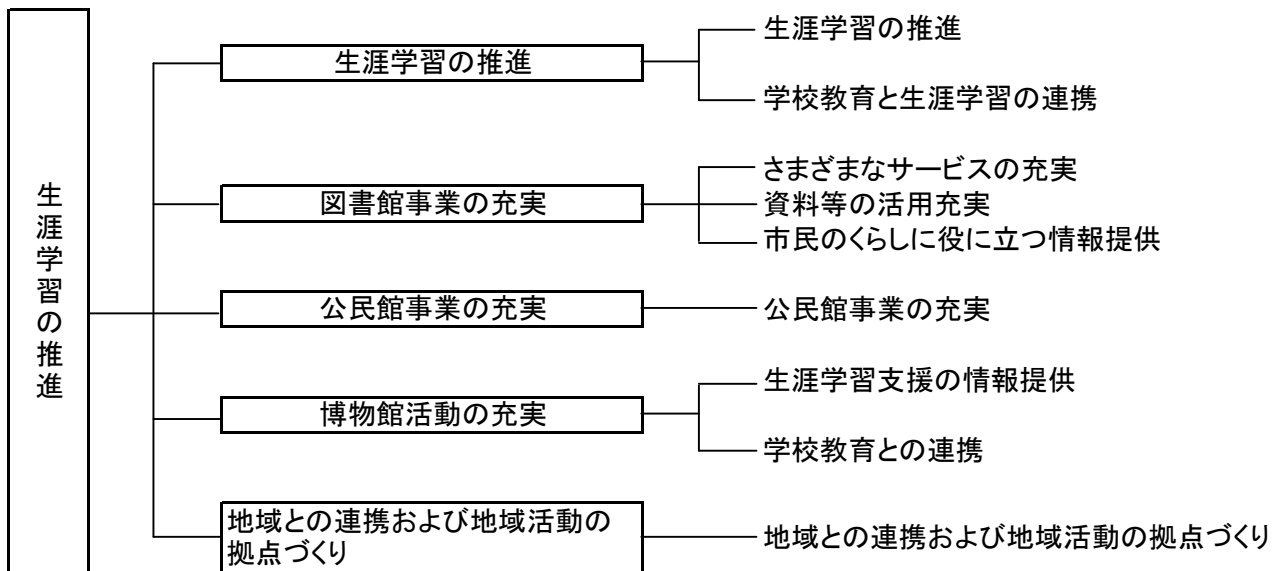 生涯学習の推進
生涯学習の推進
生涯学習の推進
学校教育と生涯学習の連携
図書館事業の充実
さまざまなサービスの充実
資料等の活用充実
市民のくらしに役に立つ情報提供
公民館事業の充実
公民館事業の充実
博物館活動の充実
生涯学習支援の情報提供
学校教育との連携
地域との連携および地域活動の
拠点づくり
地域との連携および地域活動の拠点づくり